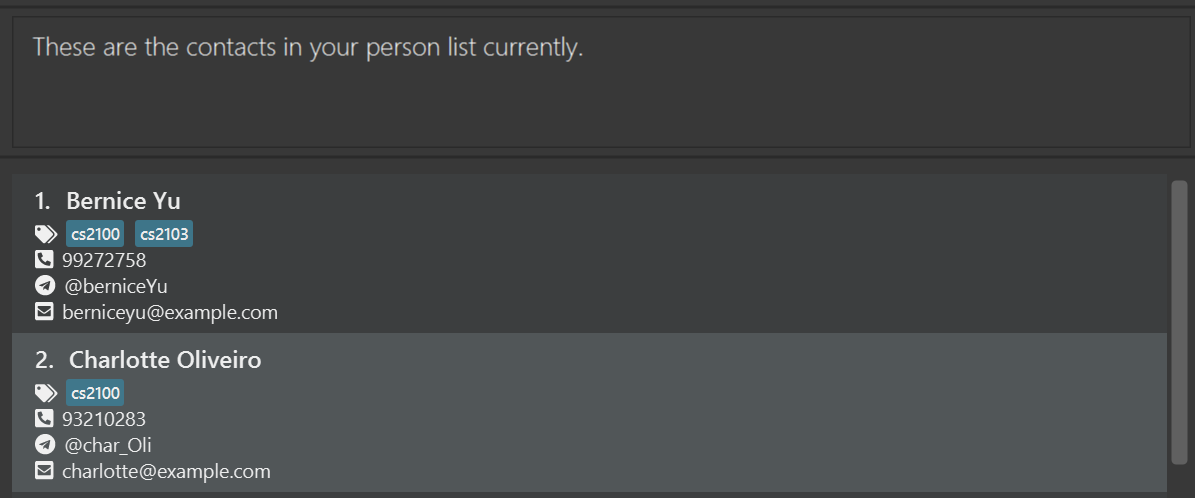 These are the contacts in your person list currently.
1. Bernice Yu
cs2100 cs2103
99272758
@berniceYu
berniceyu@example.com
2. Charlotte Oliveiro
cs2100
93210283
@char_Oli
charlotte@example.com